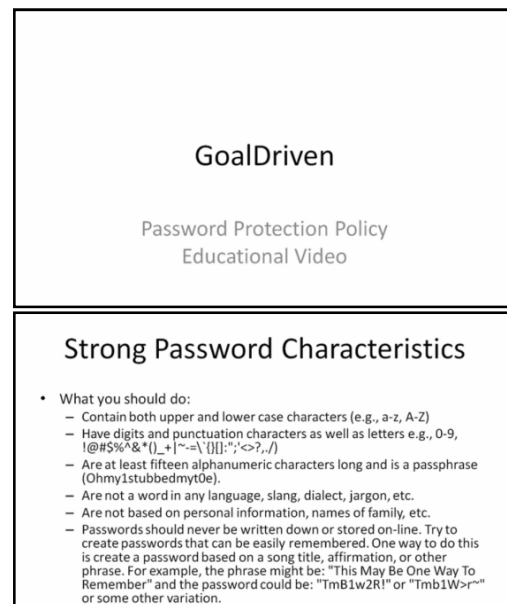 GoalDriven
Password Protection Policy
Educational Video
Strong Password Characteristics
• What you should do:
– Contain both upper and lower case characters (e.g., a-z, A-Z)
– Have digits and punctuation characters as well as letters e.g., 0-9,
!@#$%^&*()_+|~-=\`{}[]:";'<>?,./)
– Are at least fifteen alphanumeric characters long and is a passphrase
(Ohmy1stubbedmyt0e).
– Are not a word in any language, slang, dialect, jargon, etc.
– Are not based on personal information, names of family, etc.
– Passwords should never be written down or stored on-line. Try to
create passwords that can be easily remembered. One way to do this
is create a password based on a song title, affirmation, or other
phrase. For example, the phrase might be: "This May Be One Way To
Remember" and the password could be: "TmB1w2R!" or "Tmb1W>r~"
or some other variation.